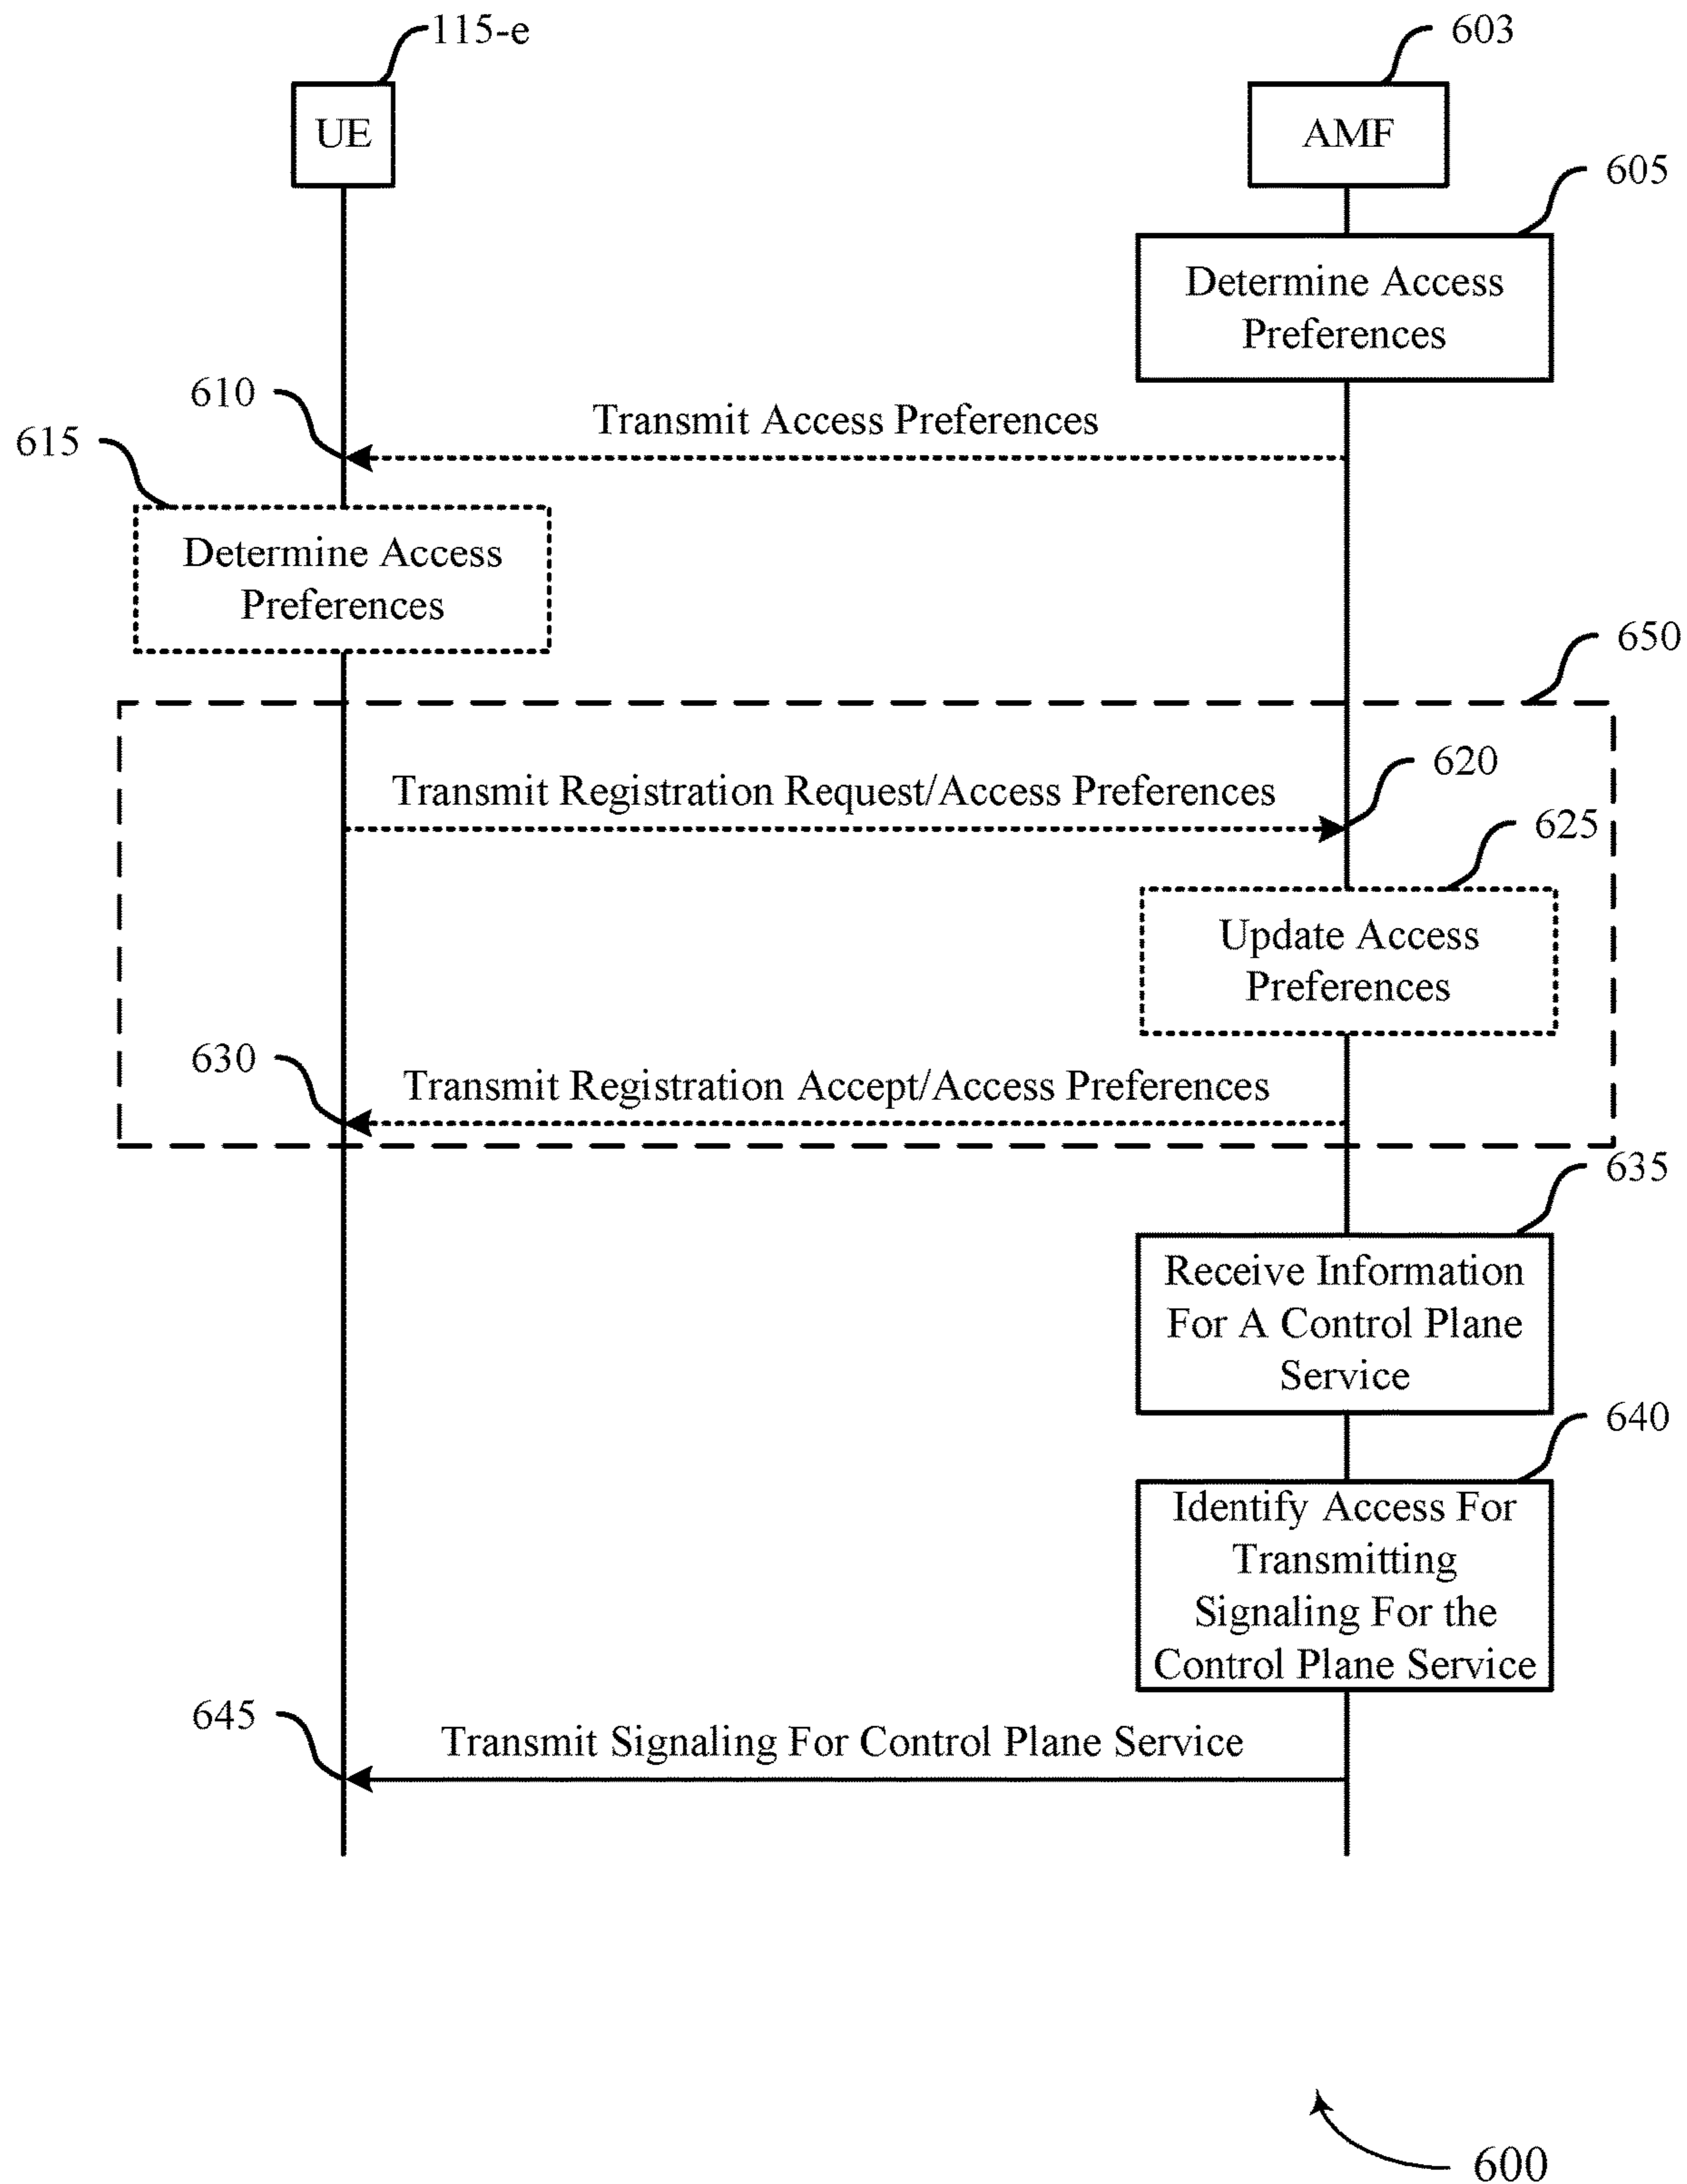 115-e
603
UE
AMF
605
Determine Access
Preferences
610
Transmit Access Preferences
615
Determine Access
Preferences
650
620
Transmit Registration Request/Access Preferences
625
Update Access
Preferences
630
Transmit Registration Accept/Access Preferences
635
Receive Information
For A Control Plane
Service
640
Identify Access For
Transmitting
Signaling For the
Control Plane Service
645
Transmit Signaling For Control Plane Service
600